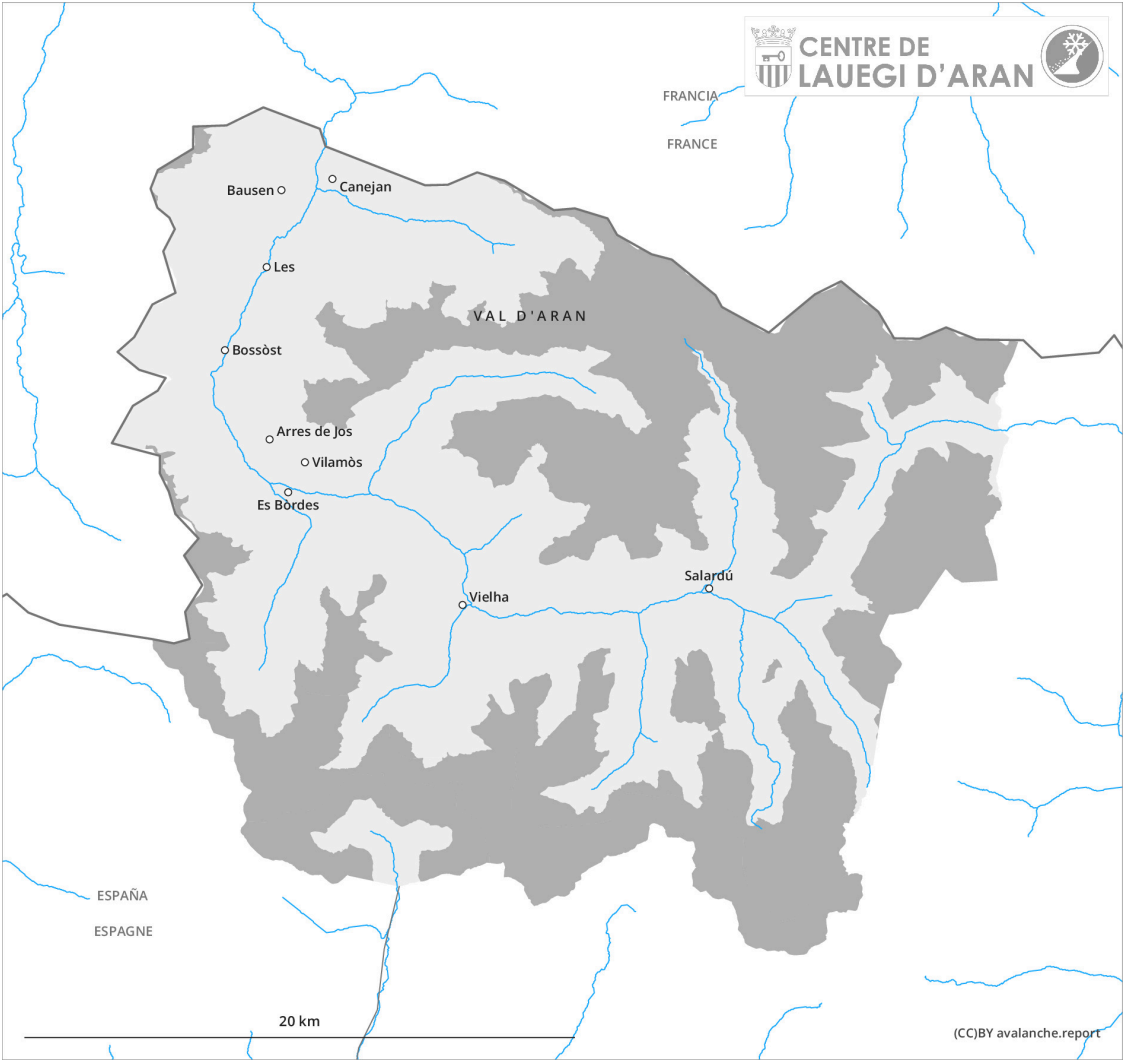 CENTRE DE
LAUEGI D'ARAN
FRANCIA
FRANCE
Bausen
Canejan
Les
VAL D'ARAN
Bossòst
Arres de Jos
Vilamòs
Es Bòrdes
Salardú
Vielha
ESPAÑA
ESPAGNE
20 km
(CC)BY avalanche.report